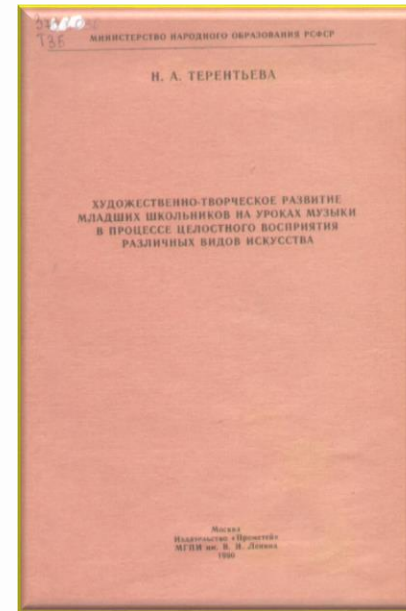 Т35
МИНИСТЕРСТВО НАРОДНОГО ОБРАЗОВАНИЯ РСФСР
Н. А. ТЕРЕНТЬЕВА
ХУДОЖЕСТВЕННО-ТВОРЧЕСКОЕ РАЗВИТИЕ
МЛАДШИХ ШКОЛЬНИКОВ НА УРОКАХ МУЗЫКИ
В ПРОЦЕССЕ ЦЕЛОСТНОГО ВОСПРИЯТИЯ
РАЗЛИЧНЫХ ВИДОВ ИСКУССТВА
Москва
Издательство «Прометей»
МГПИ им. В. И. Ленина
1990